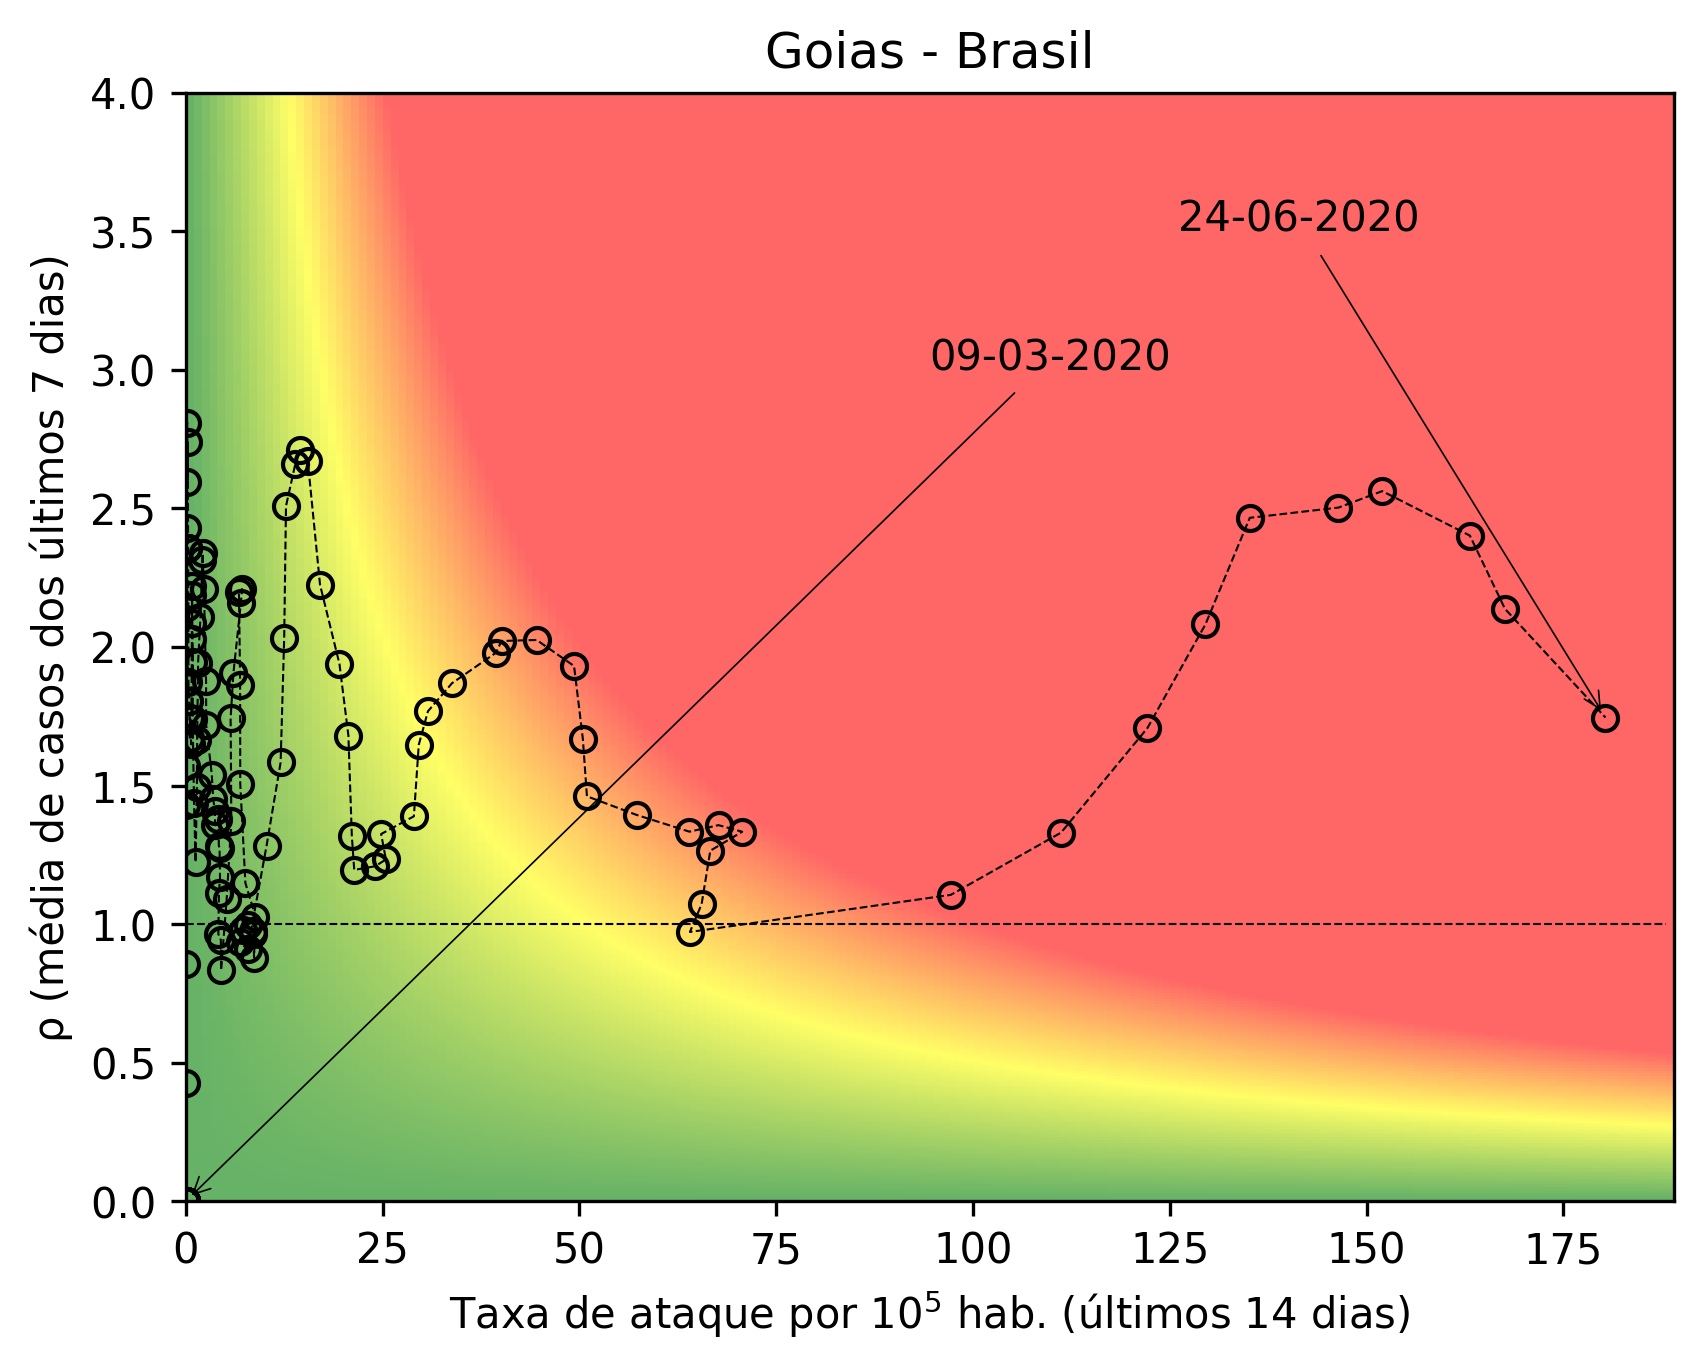 Goias - Brasil
4.0
3.5
3.0
2.5
2.0
1.5
1.0
0.5
0.0
ρ (média de casos dos últimos 7 dias)
24-06-2020
09-03-2020
0 25 50 75 100 125 150 175
Taxa de ataque por 10⁵ hab. (últimos 14 dias)